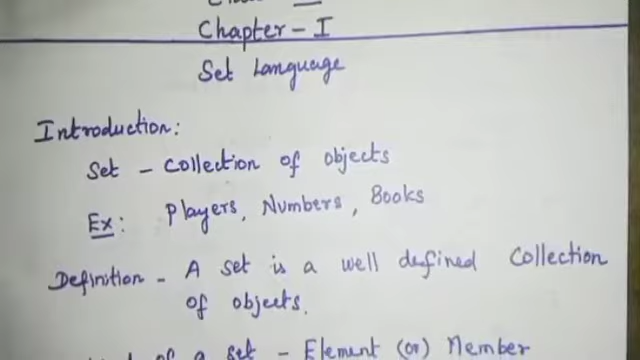 Chapter - I
Set Language
Introduction:
Set - Collection of objects
Ex: Players, Numbers, Books
Definition - A set is a well defined Collection
of objects.
of a set - Element (or) Member